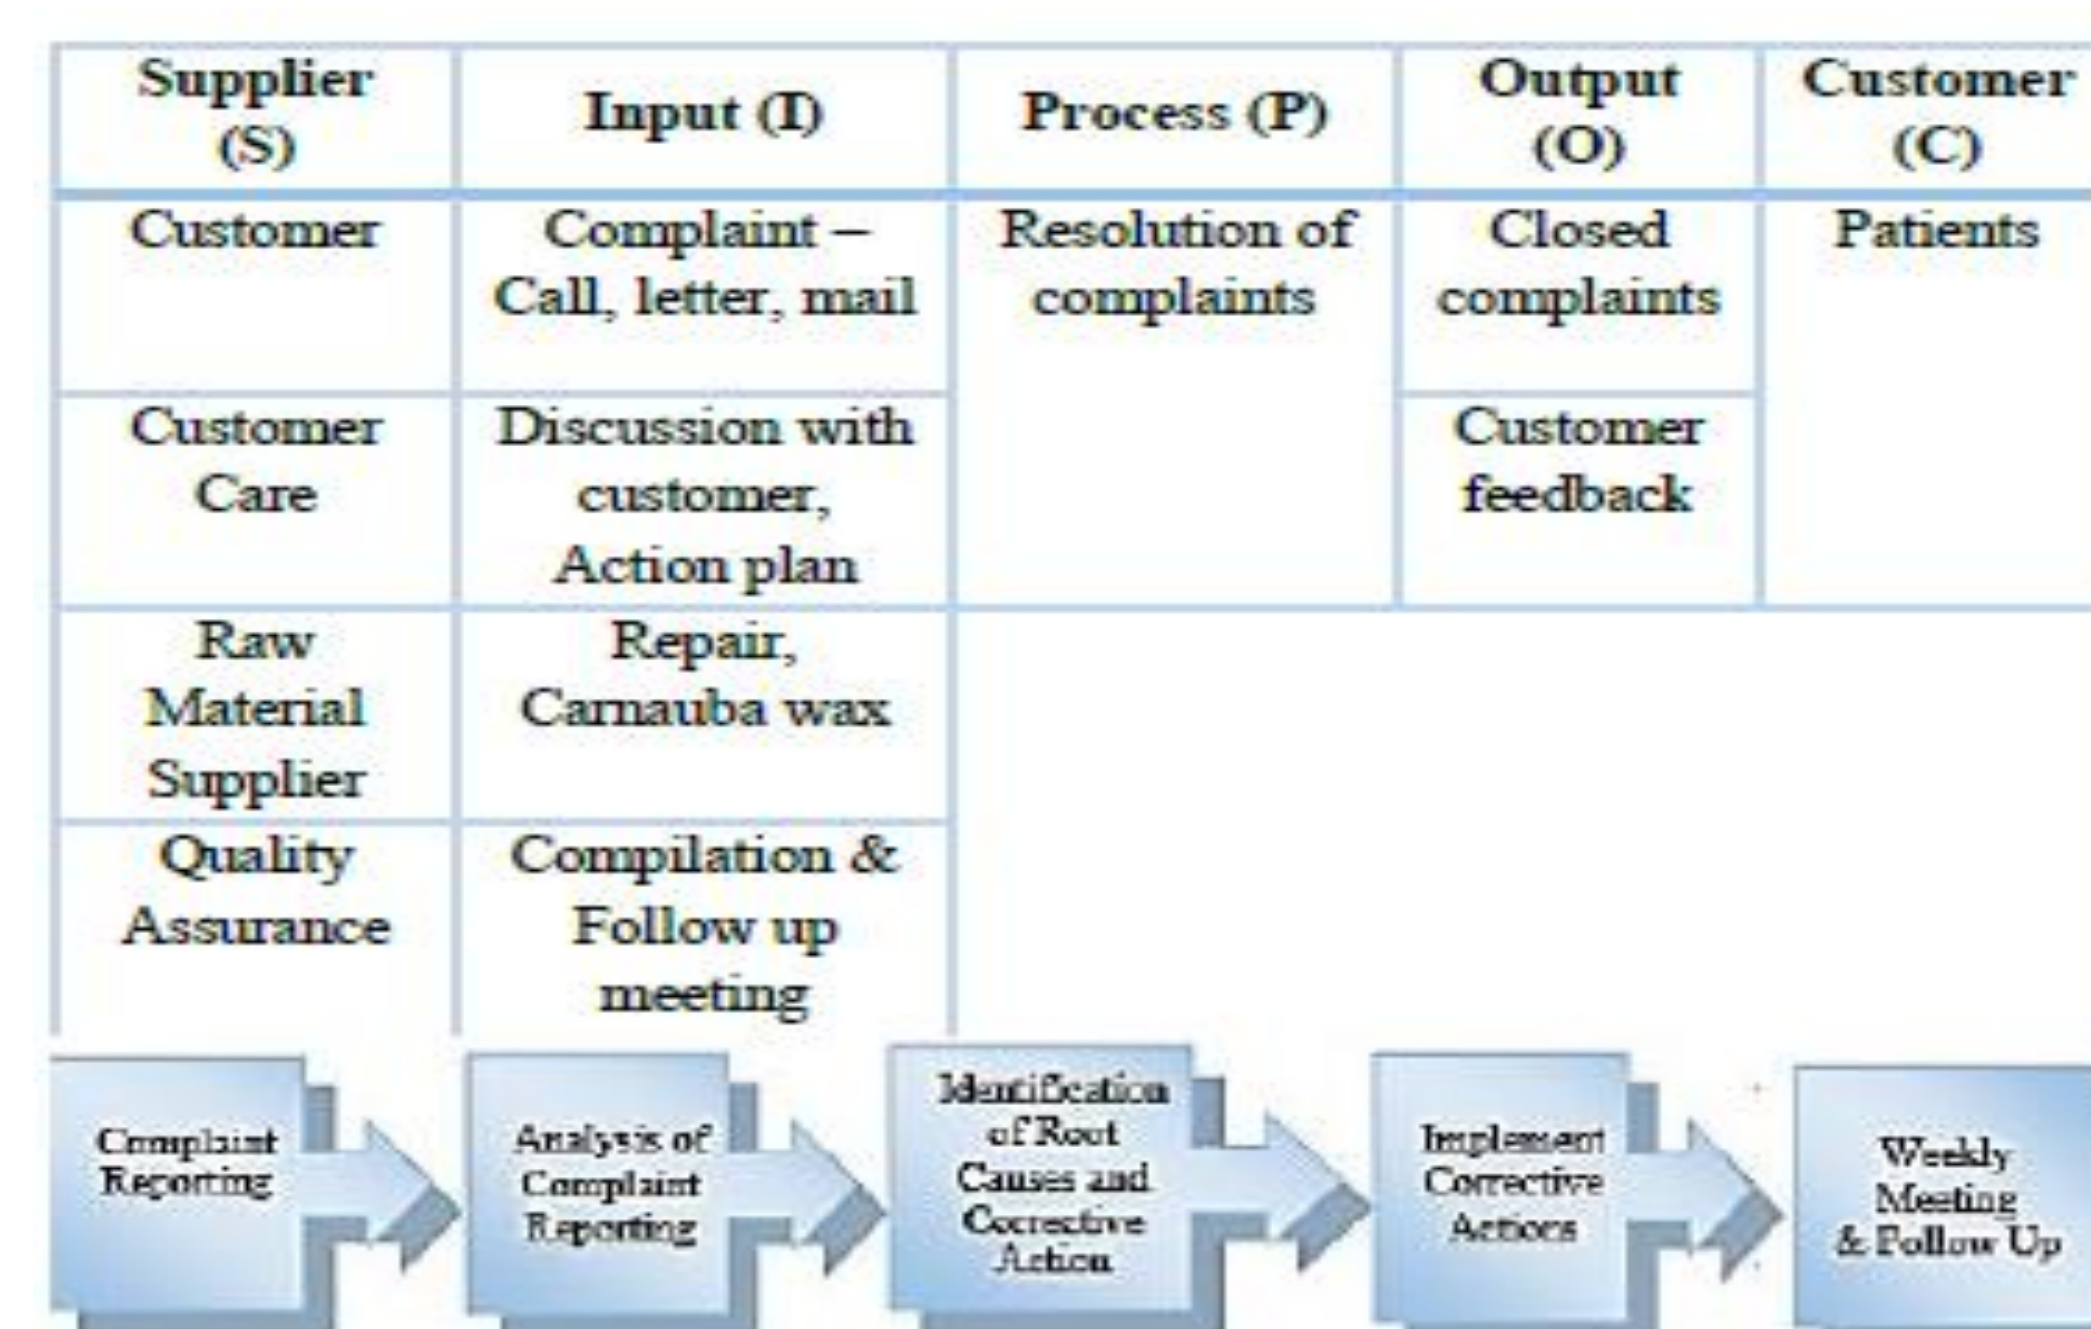 Supplier
(S)
Input (I)
Process (P)
Output
(O)
Customer
(C)
Customer
Complaint –
Call, letter, mail
Resolution of
complaints
Closed
complaints
Patients
Customer
Care
Discussion with
customer,
Action plan
Customer
feedback
Raw
Material
Supplier
Repair,
Carnauba wax
Quality
Assurance
Compilation &
Follow up
meeting
Complaint
Reporting
Analysis of
Complaint
Reporting
Identification
of Root
Causes and
Corrective
Action
Implement
Corrective
Actions
Weekly
Meeting
& Follow Up